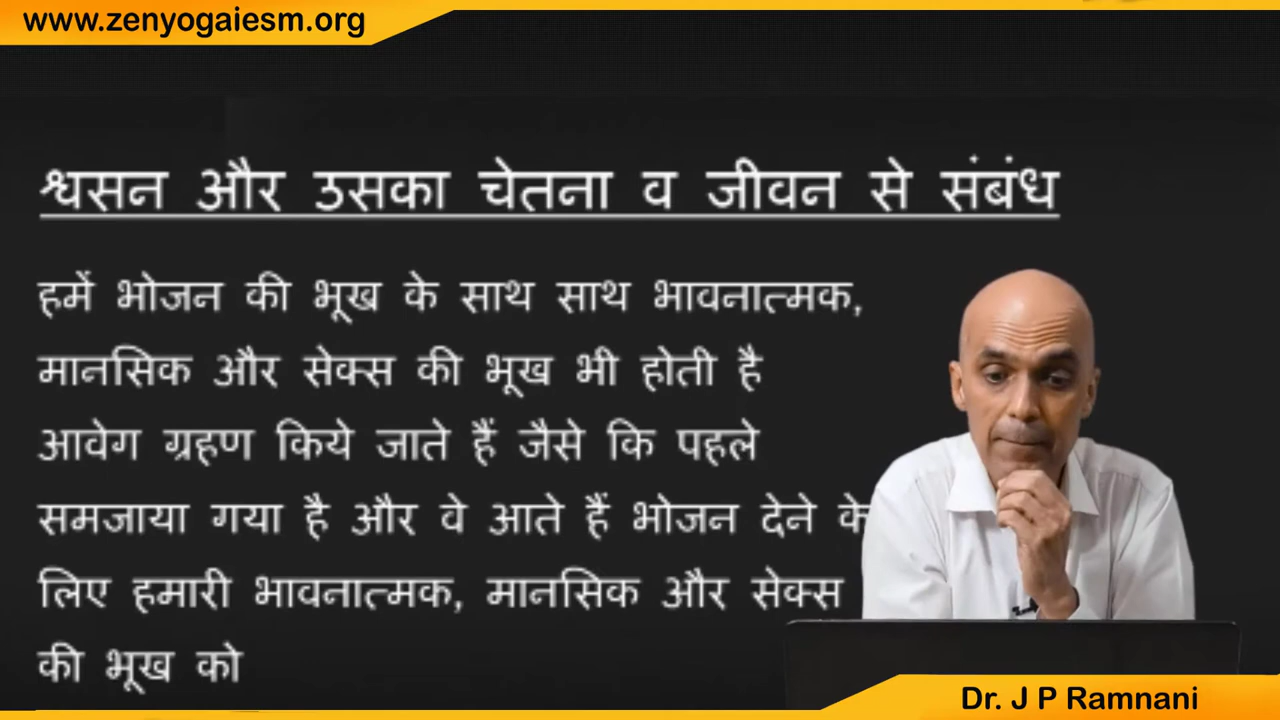 www.zenyogaiesm.org
श्वसन और उसका चेतना व जीवन से संबंध
हमें भोजन की भूख के साथ साथ भावनात्मक,
मानसिक और सेक्स की भूख भी होती है
आवेग ग्रहण किये जाते हैं जैसे कि पहले
समजाया गया है और वे आते हैं भोजन देने के
लिए हमारी भावनात्मक, मानसिक और सेक्स
की भूख को
Dr. J P Ramnani